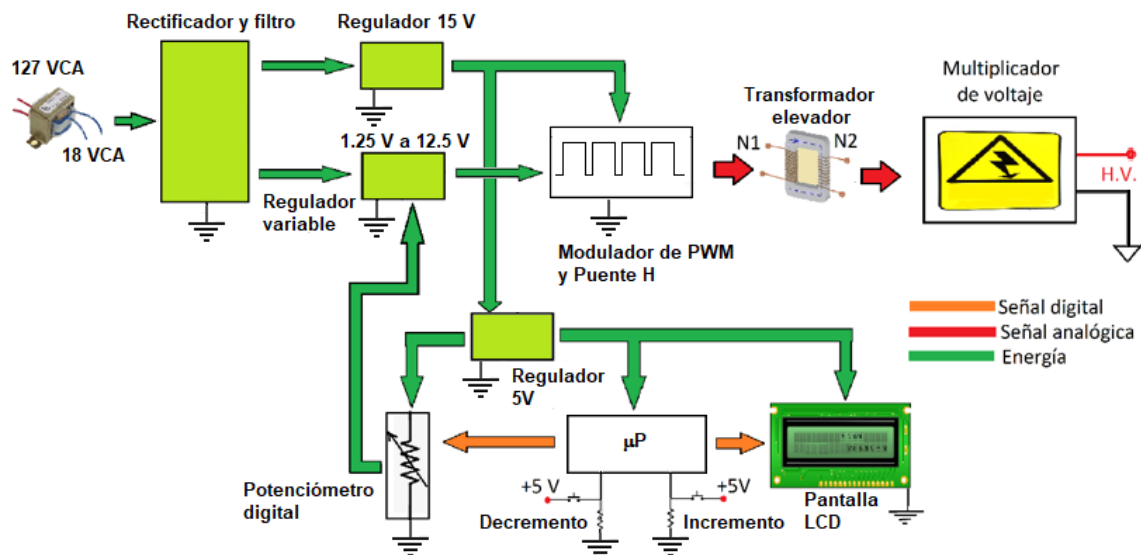 Rectificador y filtro
Regulador 15 V
127 VCA
18 VCA
1.25 V a 12.5 V
Regulador
variable
Transformador
elevador
N1
N2
Multiplicador
de voltaje
H.V.
Modulador de PWM
y Puente H
Señal digital
Señal analógica
Energía
Regulador
5V
µP
Potenciómetro
digital
+5 V
+5V
Decremento
Incremento
Pantalla
LCD